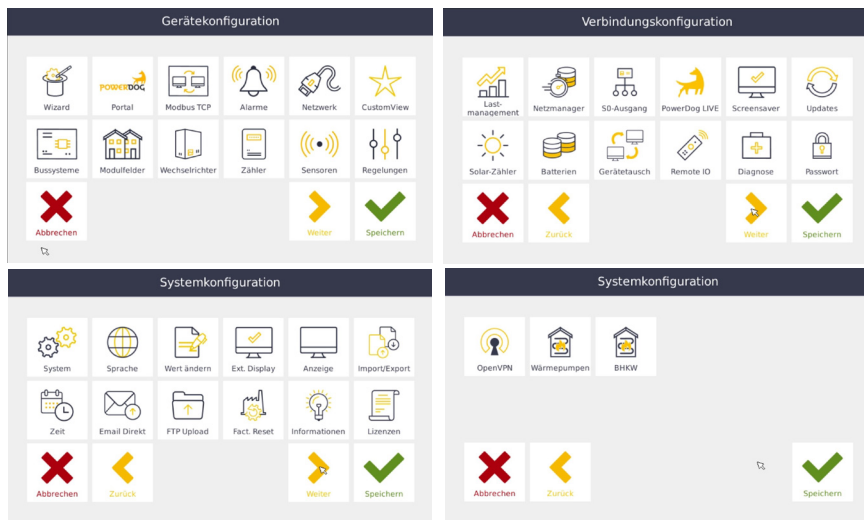 Gerätekonfiguration
Wizard
POWERDOG
Portal
Modbus TCP
Alarme
Netzwerk
CustomView
Bussysteme
Modulfelder
Wechselrichter
Zähler
Sensoren
Regelungen
Abbrechen
Weiter
Speichern
Verbindungskonfiguration
Last-
management
Netzmanager
S0-Ausgang
PowerDog LIVE
Screensaver
Updates
Solar-Zähler
Batterien
Gerätetausch
Remote IO
Diagnose
Passwort
Abbrechen
Zurück
Weiter
Speichern
Systemkonfiguration
System
Sprache
Wert ändern
Ext. Display
Anzeige
Import/Export
Zeit
Email Direkt
FTP Upload
Fact. Reset
Informationen
Lizenzen
Abbrechen
Zurück
Weiter
Speichern
Systemkonfiguration
OpenVPN
Wärmepumpen
BHKW
Abbrechen
Zurück
Speichern